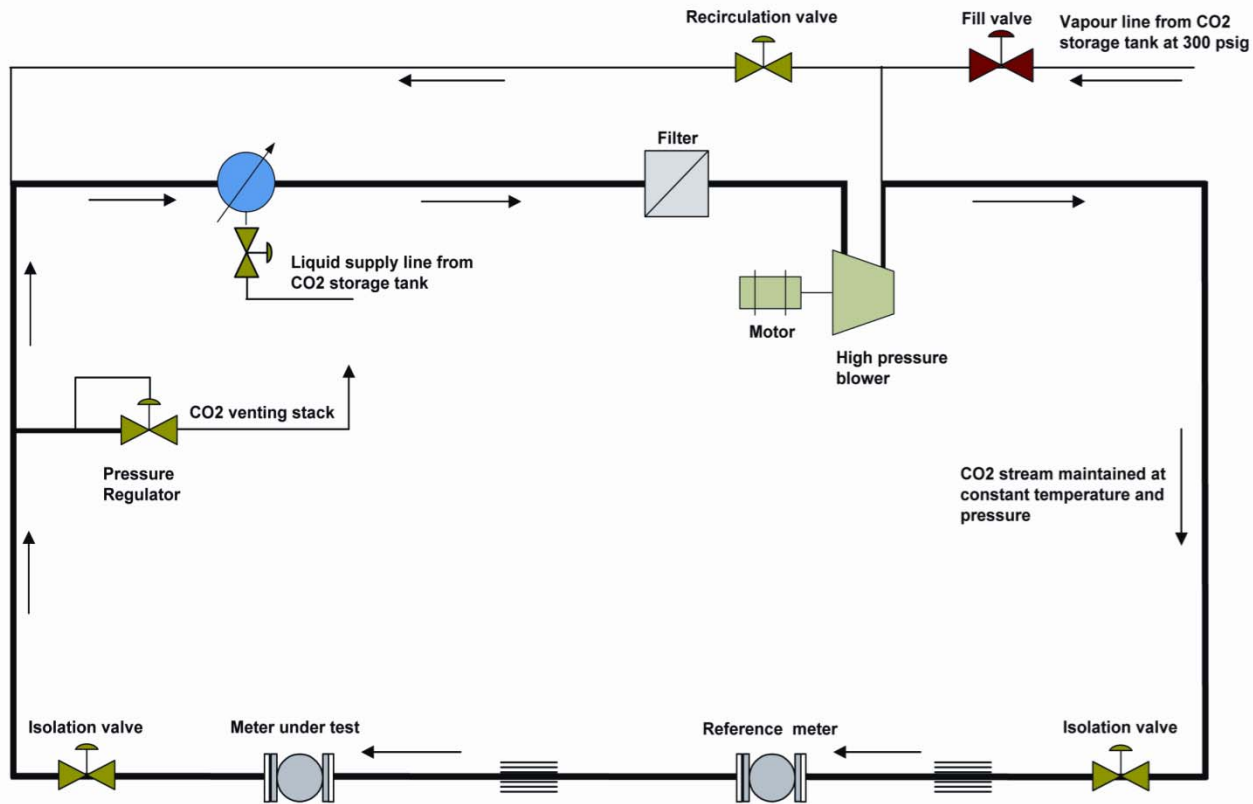 Recirculation valve
Fill valve
Vapour line from CO2
storage tank at 300 psig
Filter
Liquid supply line from
CO2 storage tank
Motor
High pressure
blower
CO2 venting stack
Pressure
Regulator
CO2 stream maintained at
constant temperature and
pressure
Isolation valve
Meter under test
Reference meter
Isolation valve